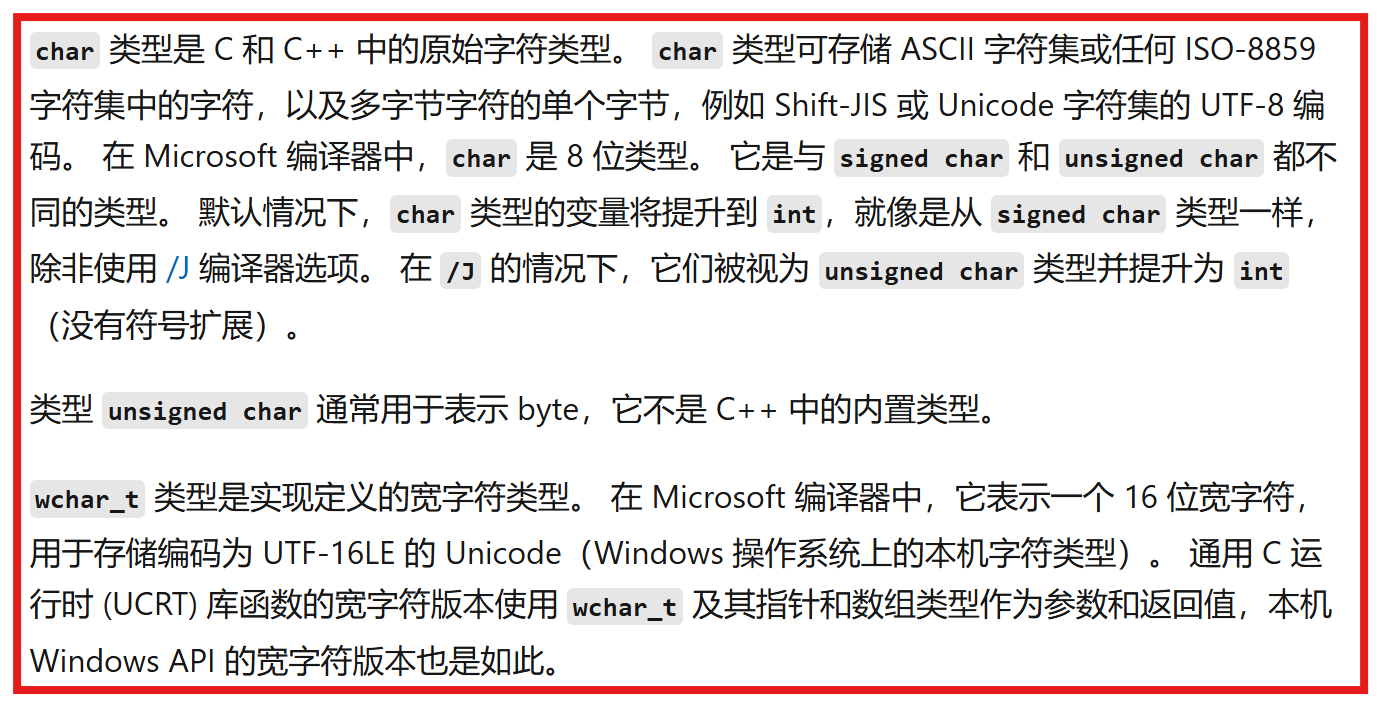 char 类型是 C 和 C++ 中的原始字符类型。 char 类型可存储 ASCII 字符集或任何 ISO-8859
字符集中的字符，以及多字节字符的单个字节，例如 Shift-JIS 或 Unicode 字符集的 UTF-8 编
码。 在 Microsoft 编译器中，char 是 8 位类型。 它是与 signed char 和 unsigned char 都不
同的类型。 默认情况下，char 类型的变量将提升到 int，就像是从 signed char 类型一样，
除非使用 /J 编译器选项。 在 /J 的情况下，它们被视为 unsigned char 类型并提升为 int
（没有符号扩展）。
类型 unsigned char 通常用于表示 byte，它不是 C++ 中的内置类型。
wchar_t 类型是实现定义的宽字符类型。 在 Microsoft 编译器中，它表示一个 16 位宽字符，
用于存储编码为 UTF-16LE 的 Unicode（Windows 操作系统上的本机字符类型）。 通用 C 运
行时 (UCRT) 库函数的宽字符版本使用 wchar_t 及其指针和数组类型作为参数和返回值，本机
Windows API 的宽字符版本也是如此。